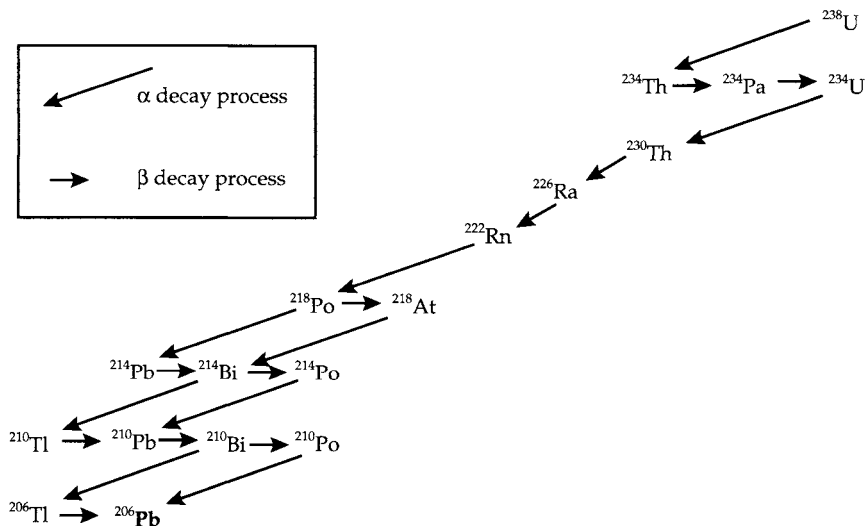 ²³⁸U
α decay process
²³⁴Th ²³⁴Pa ²³⁴U
²³⁰Th
β decay process
²²⁶Ra
²²²Rn
²¹⁸Po ²¹⁸At
²¹⁴Pb ²¹⁴Bi ²¹⁴Po
²¹⁰Tl ²¹⁰Pb ²¹⁰Bi ²¹⁰Po
²⁰⁶Tl ²⁰⁶Pb